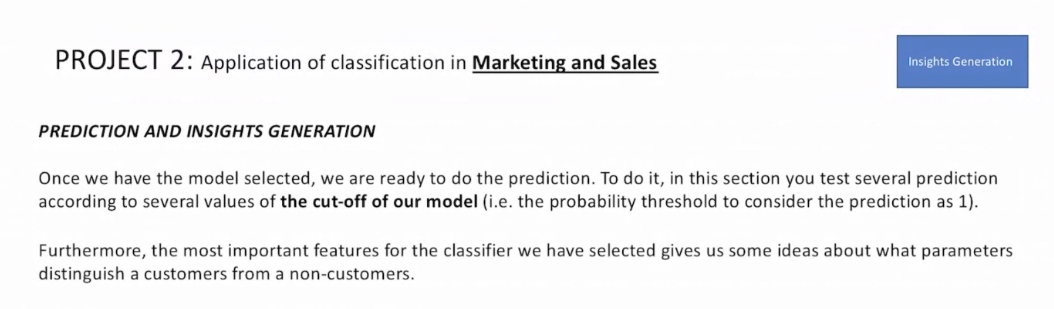 PROJECT 2: Application of classification in Marketing and Sales
Insights Generation
PREDICTION AND INSIGHTS GENERATION
Once we have the model selected, we are ready to do the prediction. To do it, in this section you test several prediction
according to several values of the cut-off of our model (i.e. the probability threshold to consider the prediction as 1).
Furthermore, the most important features for the classifier we have selected gives us some ideas about what parameters
distinguish a customers from a non-customers.